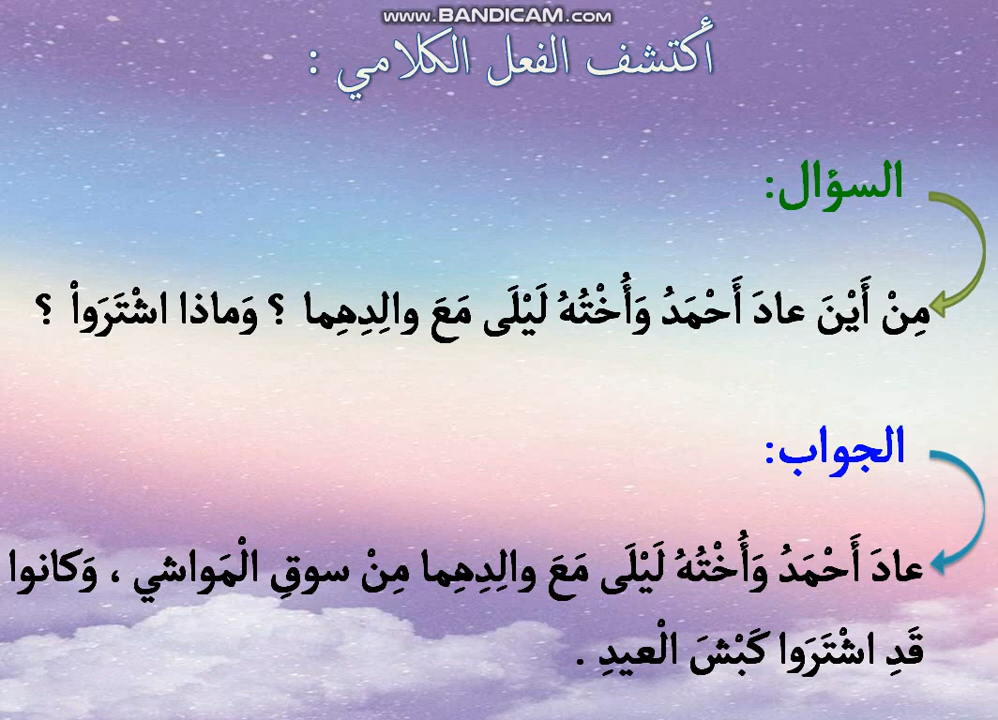 www.BANDICAM.com
أكتشف الفعل الكلامي :
السؤال:
مِنْ أَيْنَ عادَ أَحْمَدُ وَأُخْتُهُ لَيْلَى مَعَ والِدِهِما ؟ وَماذا اشْتَرَواْ ؟
الجواب:
عادَ أَحْمَدُ وَأُخْتُهُ لَيْلَى مَعَ والِدِهِما مِنْ سوقِ الْمَواشي ، وَكانوا
قَدِ اشْتَرَوا كَبْشَ الْعيدِ .